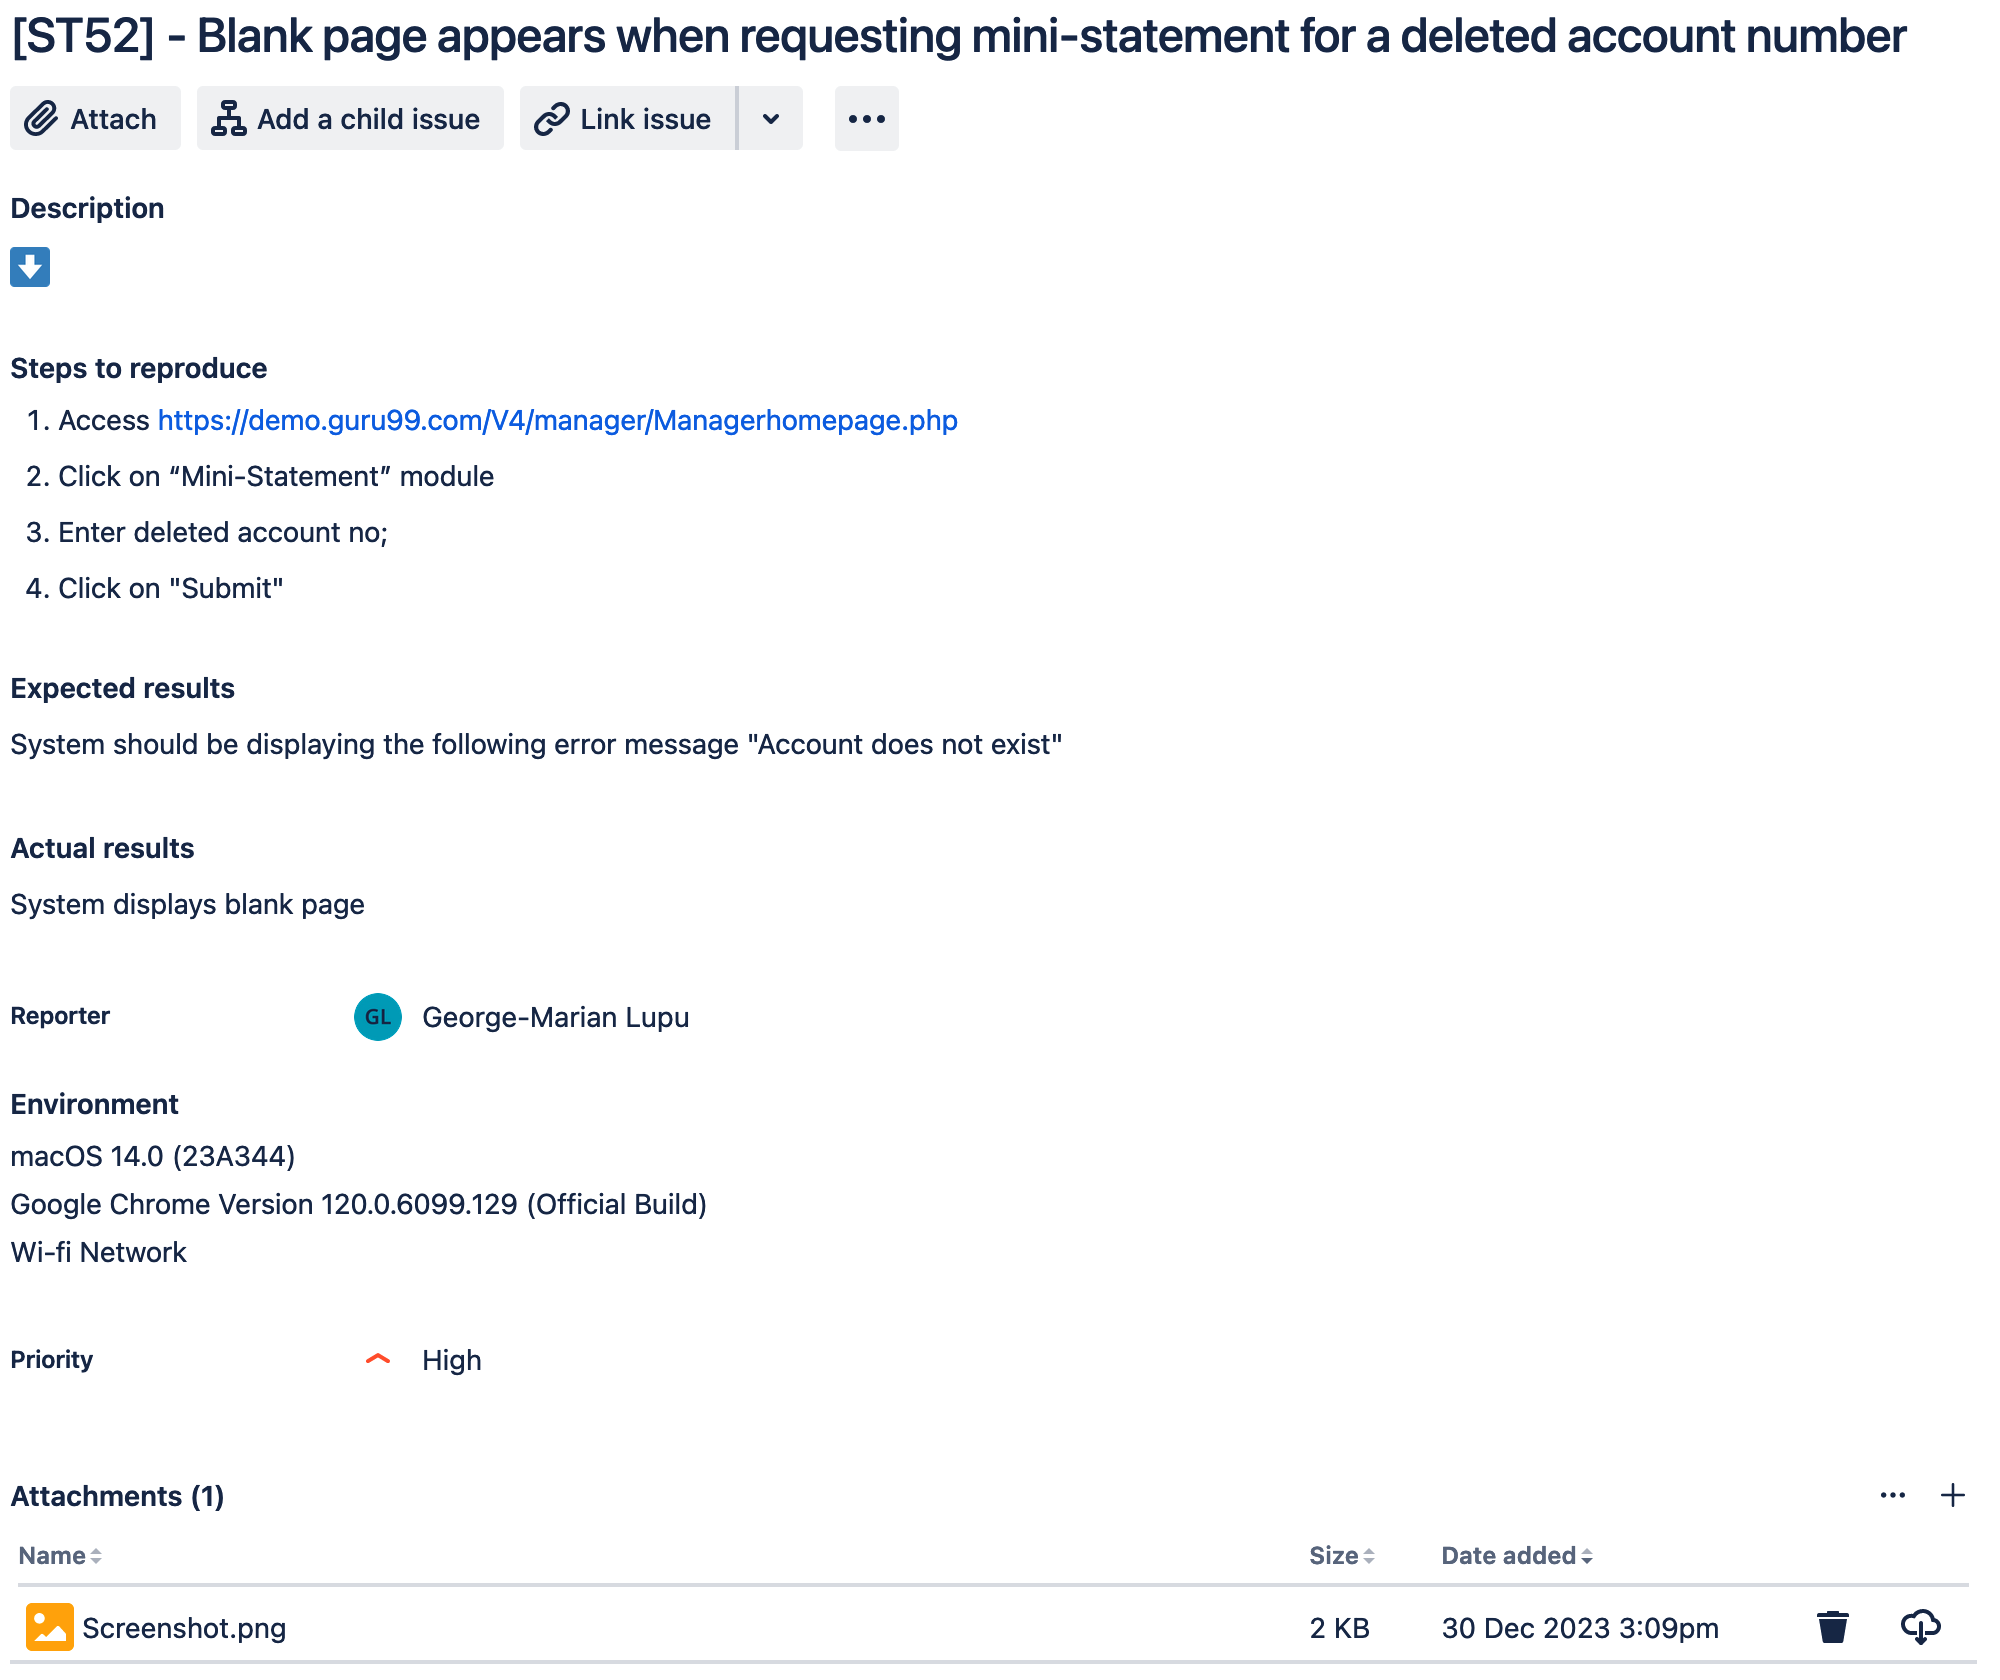 [ST52] - Blank page appears when requesting mini-statement for a deleted account number
Attach Add a child issue Link issue
Description
Steps to reproduce
1. Access https://demo.guru99.com/V4/manager/Managerhomepage.php
2. Click on “Mini-Statement” module
3. Enter deleted account no;
4. Click on "Submit"
Expected results
System should be displaying the following error message "Account does not exist"
Actual results
System displays blank page
Reporter GL George-Marian Lupu
Environment
macOS 14.0 (23A344)
Google Chrome Version 120.0.6099.129 (Official Build)
Wi-fi Network
Priority High
Attachments (1)
Name Size Date added
Screenshot.png 2 KB 30 Dec 2023 3:09pm